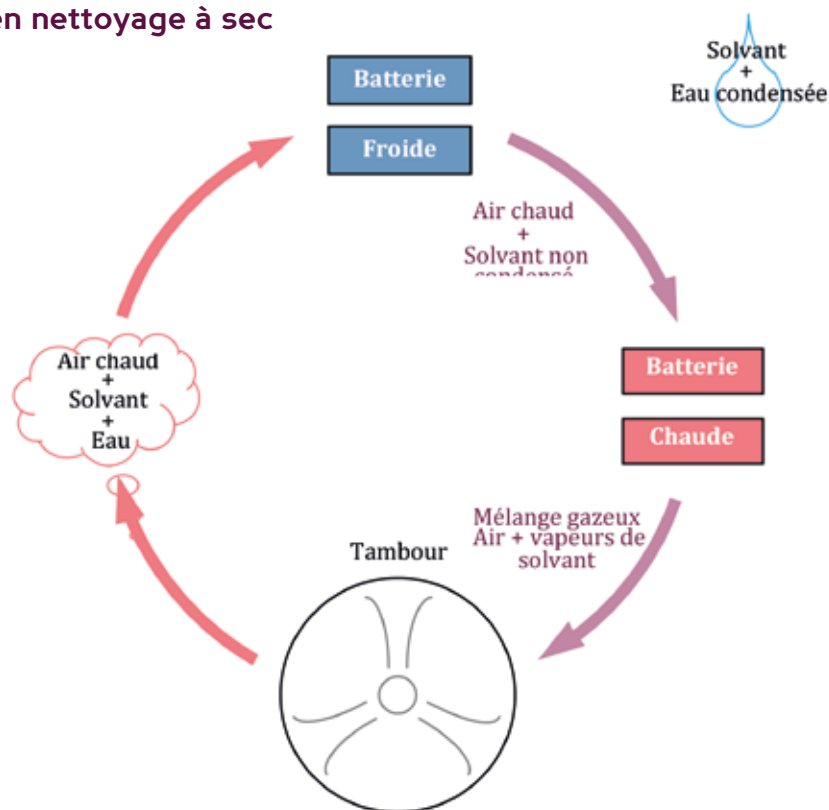 en nettoyage à sec
Solvant
+
Eau condensée
Batterie
Froide
Air chaud
+
Solvant non
condensé
Batterie
Chaude
Mélange gazeux
Air + vapeurs de
solvant
Tambour
Air chaud
+
Solvant
+
Eau